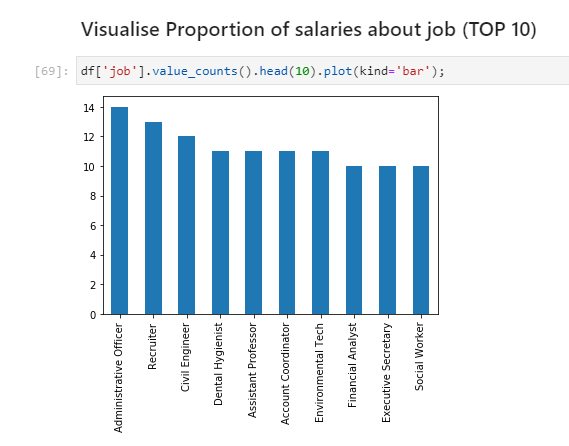 Visualise Proportion of salaries about job (TOP 10)
[69]: df['job'].value_counts().head(10).plot(kind='bar');
14
12
10
8
6
4
2
0
Administrative Officer
Recruiter
Civil Engineer
Dental Hygienist
Assistant Professor
Account Coordinator
Environmental Tech
Financial Analyst
Executive Secretary
Social Worker